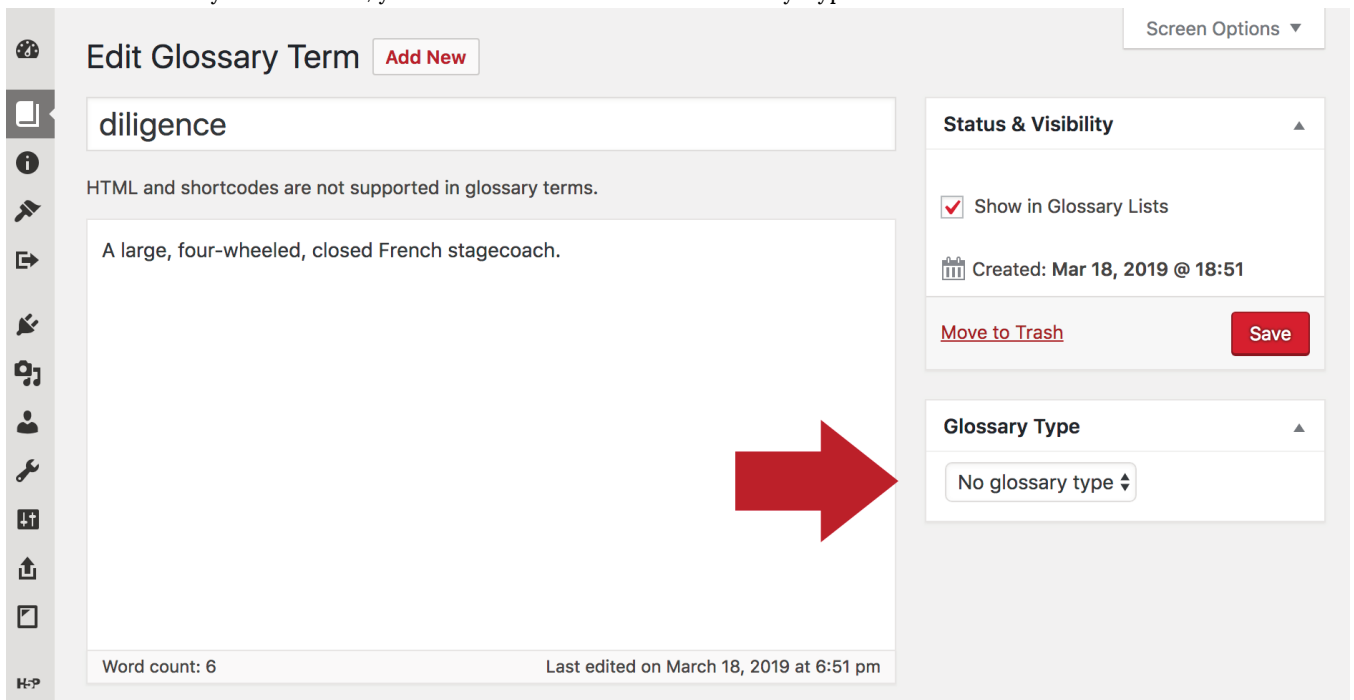 Screen Options ▼
Edit Glossary Term Add New
diligence
HTML and shortcodes are not supported in glossary terms.
A large, four-wheeled, closed French stagecoach.
Word count: 6 Last edited on March 18, 2019 at 6:51 pm
Status & Visibility
Show in Glossary Lists
Created: Mar 18, 2019 @ 18:51
Move to Trash Save
Glossary Type
No glossary type
H5P